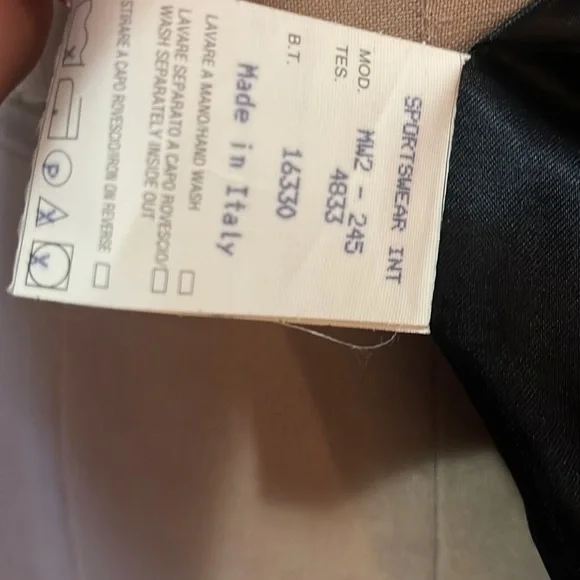 SPORTSWEAR INT
MOD. MW2 - 245
TES. 4833
B.T. 16330
Made in Italy
LAVARE A MANO/HAND WASH
LAVARE SEPARATO A CAPO ROVESCIO/
WASH SEPARATELY INSIDE OUT
STIRARE A CAPO ROVESCIO/IRON ON REVERSE
P